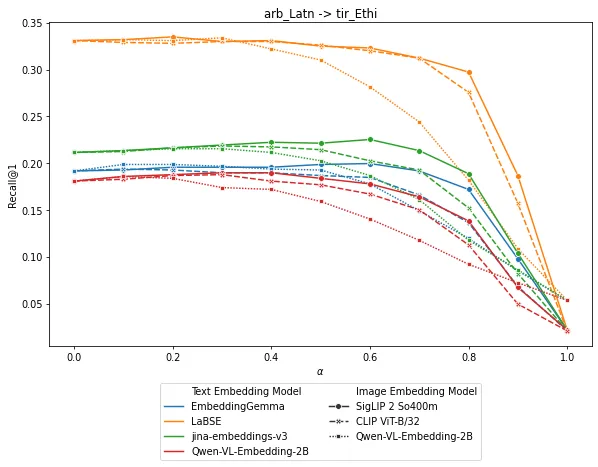 arb_Latn -> tir_Ethi
Recall@1
0.35
0.30
0.25
0.20
0.15
0.10
0.05
0.0 0.2 0.4 0.6 0.8 1.0
α
Text Embedding Model
EmbeddingGemma
LaBSE
jina-embeddings-v3
Qwen-VL-Embedding-2B
Image Embedding Model
SigLIP 2 So400m
CLIP ViT-B/32
Qwen-VL-Embedding-2B